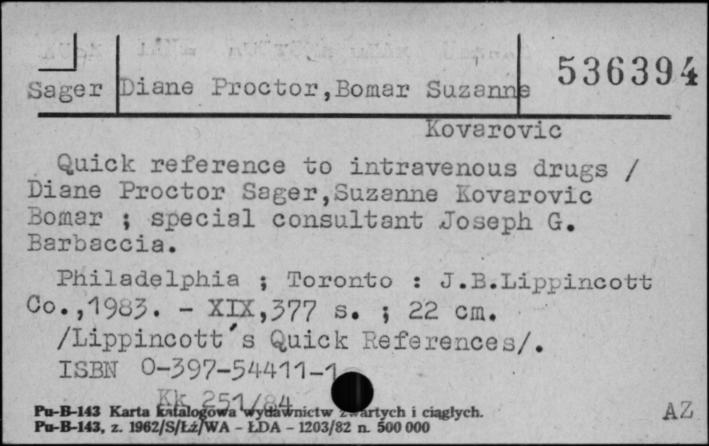 536394
Sager Diane Proctor,Bomar Suzanne
Kovarovic
Quick reference to intravenous drugs /
Diane Proctor Sager,Suzanne Kovarovic
Bomar ; special consultant Joseph G.
Barbaccia.
Philadelphia ; Toronto : J.B.Lippincott
Co.,1983. - XIX,377 s. ; 22 cm.
/Lippincott's Quick References/.
ISBN 0-397-54411-1
Kk 251/84
Pu-B-143 Karta katalogowa wydawnictw zwartych i ciągłych.
Pu-B-143, z. 1962/S/Łż/WA - ŁDA - 1203/82 n. 500 000
AZ